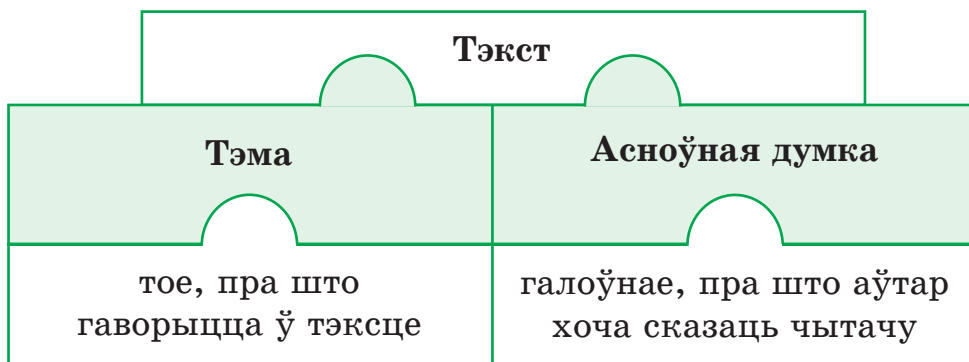 Тэкст
Тэма
Асноўная думка
тое, пра што
гаворыцца ў тэксце
галоўнае, пра што аўтар
хоча сказаць чытачу